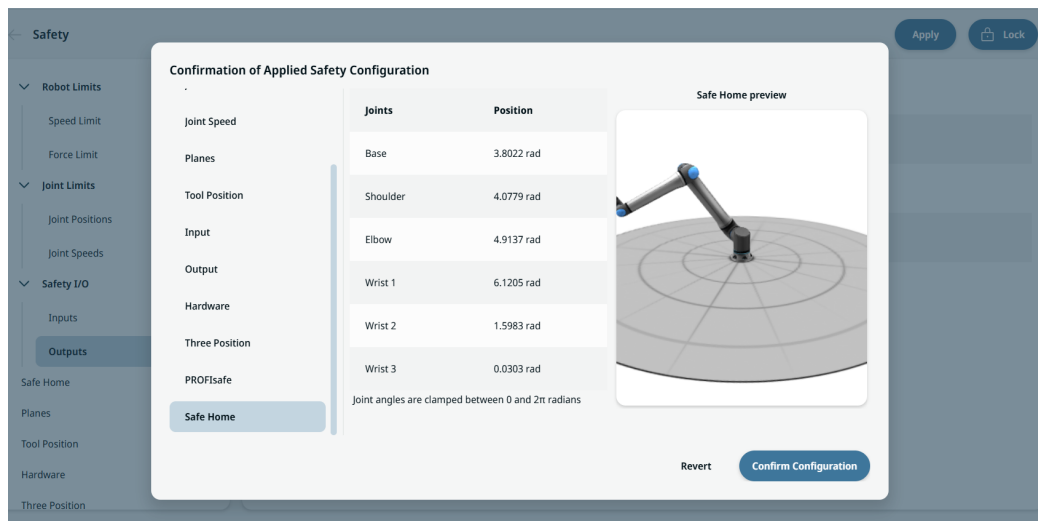 Safety
Apply
Lock
Robot Limits
Speed Limit
Force Limit
Joint Limits
Joint Positions
Joint Speeds
Safety I/O
Inputs
Outputs
Safe Home
Planes
Tool Position
Hardware
Three Position
Confirmation of Applied Safety Configuration
Joint Speed
Planes
Tool Position
Input
Output
Hardware
Three Position
PROFIsafe
Safe Home
Joints Position
Base 3.8022 rad
Shoulder 4.0779 rad
Elbow 4.9137 rad
Wrist 1 6.1205 rad
Wrist 2 1.5983 rad
Wrist 3 0.0303 rad
Joint angles are clamped between 0 and 2π radians
Safe Home preview
Revert
Confirm Configuration